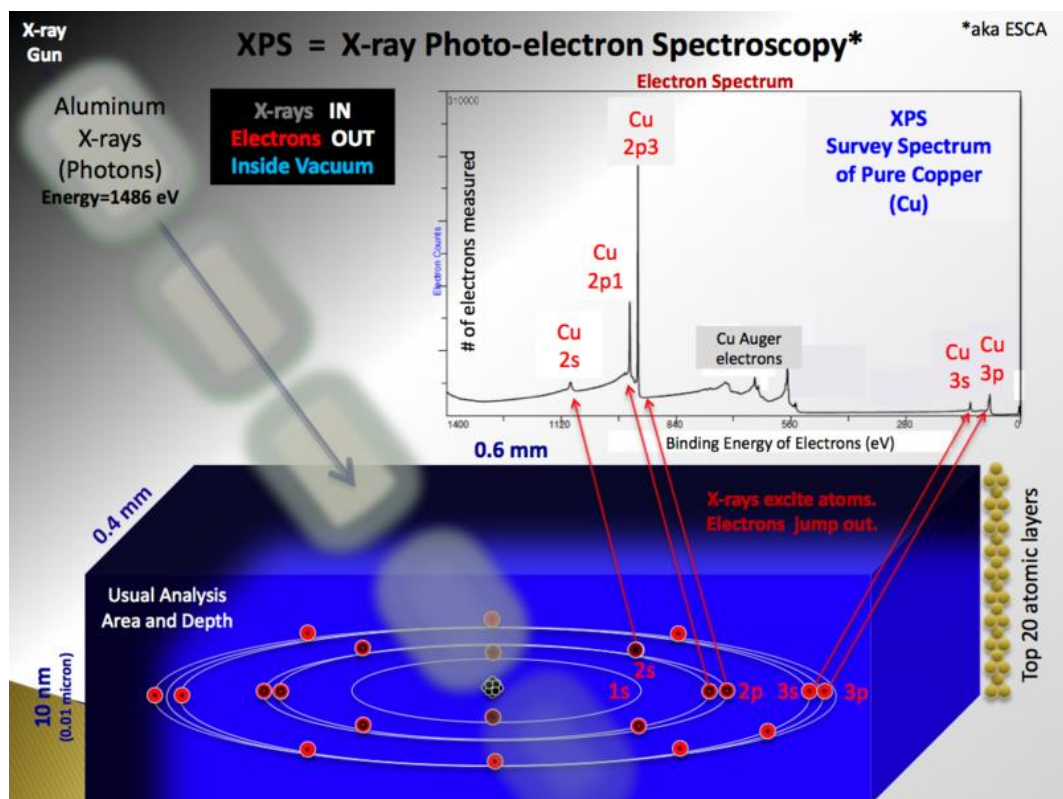 X-ray
Gun
XPS = X-ray Photo-electron Spectroscopy*
*aka ESCA
Aluminum
X-rays
(Photons)
Energy=1486 eV
X-rays IN
Electrons OUT
Inside Vacuum
Electron Spectrum
310000
Cu
2p3
XPS
Survey Spectrum
of Pure Copper
(Cu)
Electron Counts
# of electrons measured
Cu
2p1
Cu
2s
Cu Auger
electrons
Cu
3s
Cu
3p
1400
1120
840
560
280
0
Binding Energy of Electrons (eV)
0.6 mm
0.4 mm
X-rays excite atoms.
Electrons jump out.
Usual Analysis
Area and Depth
Top 20 atomic layers
10 nm
(0.01 micron)
1s
2s
2p
3s
3p